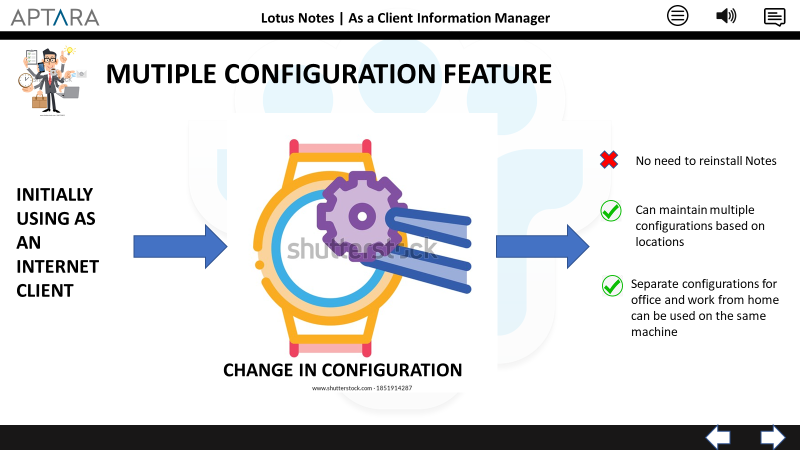 APTARA
Lotus Notes | As a Client Information Manager
MUTIPLE CONFIGURATION FEATURE
INITIALLY
USING AS
AN
INTERNET
CLIENT
shutterstock
CHANGE IN CONFIGURATION
www.shutterstock.com · 1851914287
No need to reinstall Notes
Can maintain multiple
configurations based on
locations
Separate configurations for
office and work from home
can be used on the same
machine